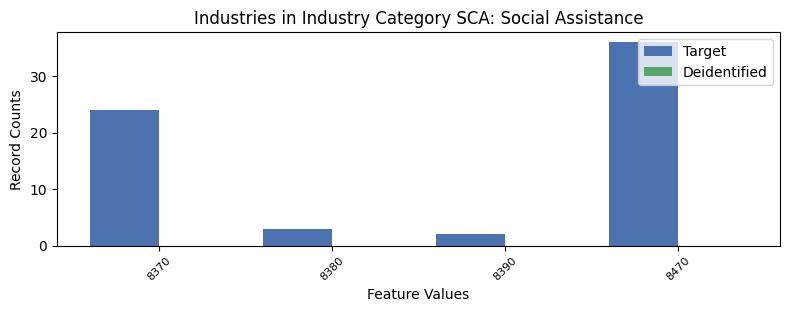 Industries in Industry Category SCA: Social Assistance
Target
Deidentified
Record Counts
30
20
10
0
8370
8380
8390
8470
Feature Values